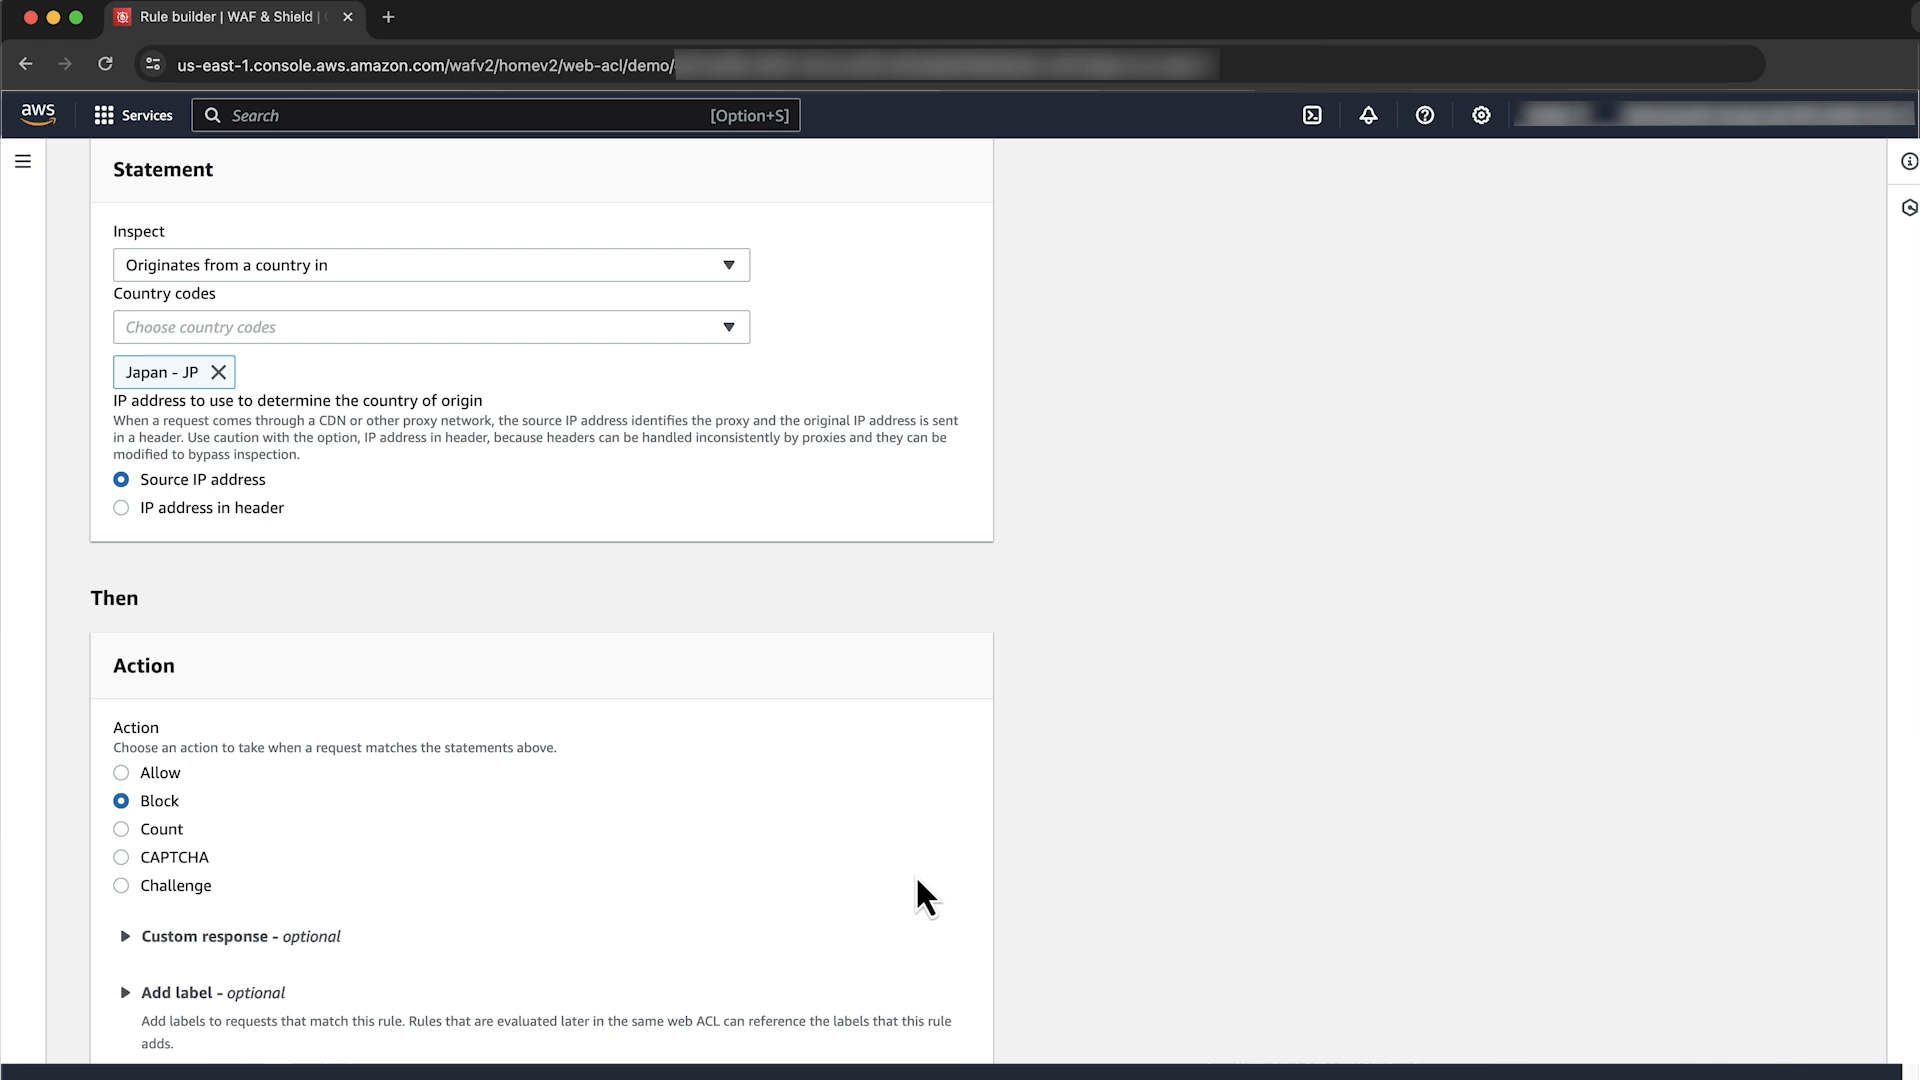 Rule builder | WAF & Shield |
us-east-1.console.aws.amazon.com/wafv2/homev2/web-acl/demo/
aws
Services
Search
[Option+S]
Statement
Inspect
Originates from a country in
Country codes
Choose country codes
Japan - JP
IP address to use to determine the country of origin
When a request comes through a CDN or other proxy network, the source IP address identifies the proxy and the original IP address is sent
in a header. Use caution with the option, IP address in header, because headers can be handled inconsistently by proxies and they can be
modified to bypass inspection.
Source IP address
IP address in header
Then
Action
Action
Choose an action to take when a request matches the statements above.
Allow
Block
Count
CAPTCHA
Challenge
Custom response - optional
Add label - optional
Add labels to requests that match this rule. Rules that are evaluated later in the same web ACL can reference the labels that this rule
adds.